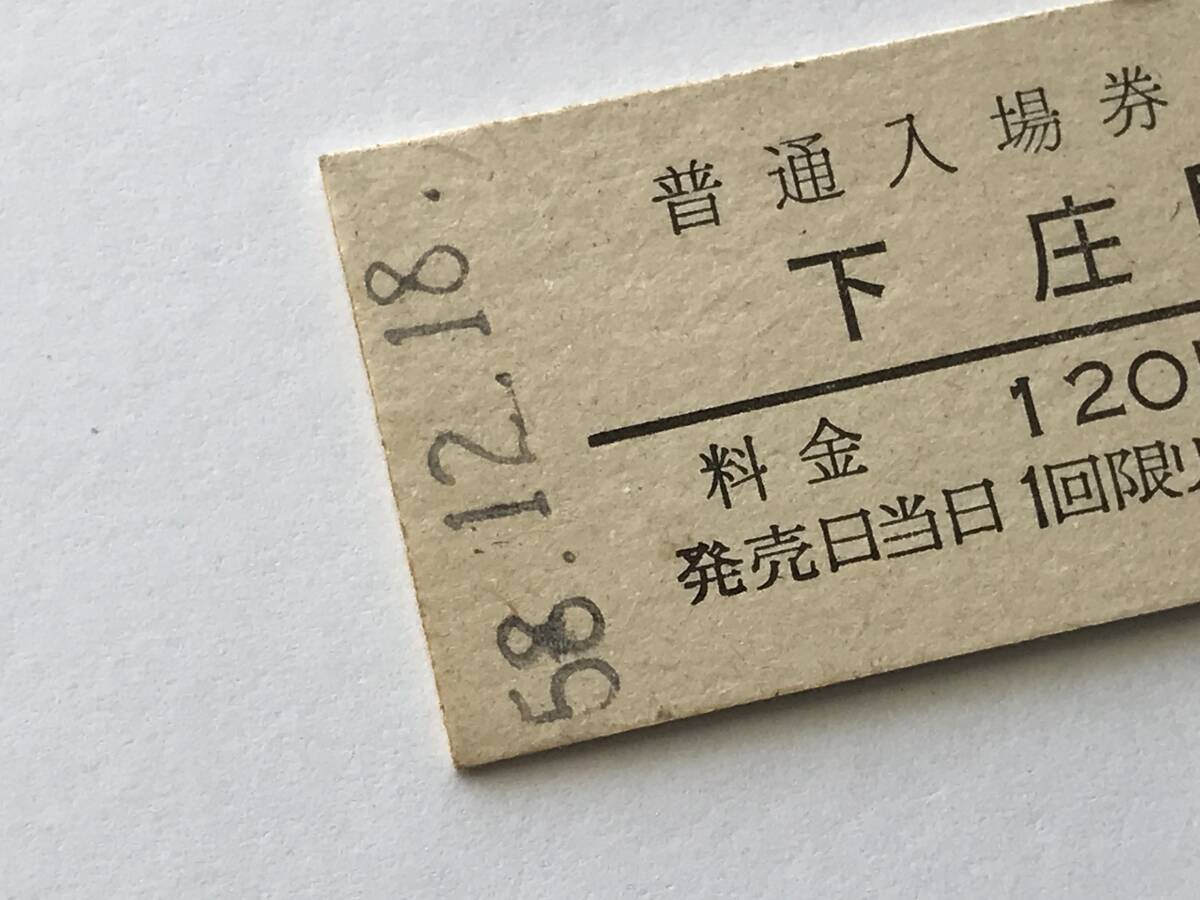 普通入場券
下庄
料金 120
発売日当日1回限
58.12.18.